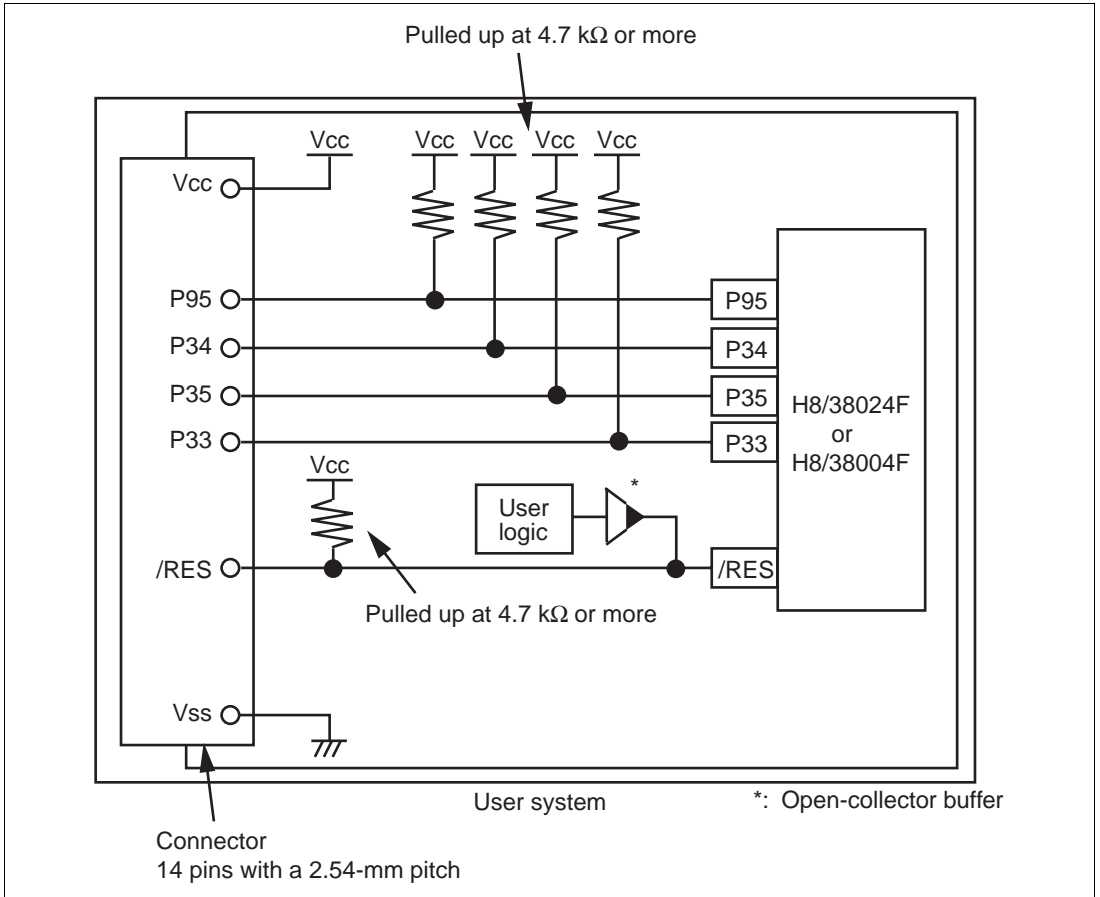 Pulled up at 4.7 kΩ or more
Vcc
Vcc
Vcc
Vcc
Vcc
Vcc
P95
P95
P34
P34
P35
P35
P33
P33
H8/38024F
or
H8/38004F
Vcc
*
User
logic
/RES
/RES
Pulled up at 4.7 kΩ or more
Vss
User system
*: Open-collector buffer
Connector
14 pins with a 2.54-mm pitch